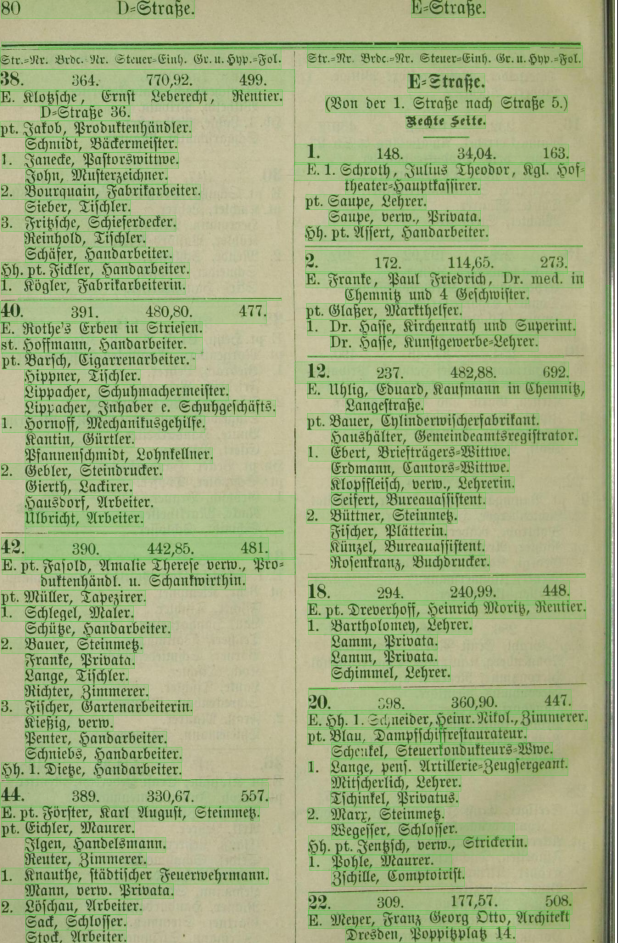 80 D=Straße. E=Straße.
Str.=Nr. Brdc. Nr. Steuer=Einh. Gr. u. Hyp.=Fol.
38. 364. 770,92. 499.
E. Klotzsche, Ernst Leberecht, Rentier.
D=Straße 36.
pt. Jakob, Produktenhändler.
Schmidt, Bäckermeister.
1. Janecke, Pastorswittwe.
John, Musterzeichner.
2. Bourquain, Fabrikarbeiter.
Sieber, Tischler.
3. Fritzsche, Schieferdecker.
Reinhold, Tischler.
Schäfer, Handarbeiter.
Hh. pt. Fickler, Handarbeiter.
1. Kögler, Fabrikarbeiterin.
40. 391. 480,80. 477.
E. Rothe's Erben in Striesen.
st. Hoffmann, Handarbeiter.
pt. Barsch, Cigarrenarbeiter.
Hippner, Tischler.
Lippacher, Schuhmachermeister.
Lippacher, Inhaber e. Schuhgeschäfts.
1. Hornoff, Mechanikusgehilfe.
Kantin, Gürtler.
Pfannenschmidt, Lohnkellner.
2. Gebler, Steindrucker.
Gierth, Lackirer.
Hausdorf, Arbeiter.
Ulbricht, Arbeiter.
42. 390. 442,85. 481.
E. pt. Fasold, Amalie Therese verw., Pro=
duktenhändl. u. Schankwirthin.
pt. Müller, Tapezirer.
1. Schlegel, Maler.
Schütze, Handarbeiter.
2. Bauer, Steinmetz.
Franke, Privata.
Lange, Tischler.
Richter, Zimmerer.
3. Fischer, Gartenarbeiterin.
Kießig, verw.
Penter, Handarbeiter.
Schniebs, Handarbeiter.
Hh. 1. Dietze, Handarbeiter.
44. 389. 330,67. 557.
E. pt. Förster, Karl August, Steinmetz.
pt. Eichler, Maurer.
Ilgen, Handelsmann.
Reuter, Zimmerer.
1. Knauthe, städtischer Feuerwehrmann.
Mann, verw. Privata.
2. Löschau, Arbeiter.
Sack, Schlosser.
Stock, Arbeiter.
Str.=Nr. Brdc.=Nr. Steuer=Einh. Gr. u. Hyp.=Fol.
E=Straße.
(Von der 1. Straße nach Straße 5.)
Rechte Seite.
1. 148. 34,04. 163.
E. 1. Schroth, Julius Theodor, Kgl. Hof=
theater=Hauptkassirer.
pt. Saupe, Lehrer.
Saupe, verw., Privata.
Hh. pt. Assert, Handarbeiter.
2. 172. 114,65. 273.
E. Franke, Paul Friedrich, Dr. med. in
Chemnitz und 4 Geschwister.
pt. Glaßer, Markthelfer.
1. Dr. Hasse, Kirchenrath und Superint.
Dr. Hasse, Kunstgewerbe=Lehrer.
12. 237. 482,88. 692.
E. Uhlig, Eduard, Kaufmann in Chemnitz,
Langestraße.
pt. Bauer, Cylinderwischerfabrikant.
Haushälter, Gemeindeamtsregistrator.
1. Ebert, Briefträgers=Wittwe.
Erdmann, Cantors=Wittwe.
Klopffleisch, verw., Lehrerin.
Seifert, Bureauassistent.
2. Büttner, Steinmetz.
Fischer, Plätterin.
Künzel, Bureauassistent.
Rosenkranz, Buchdrucker.
18. 294. 240,99. 448.
E. pt. Dreverhoff, Heinrich Moritz, Rentier.
1. Bartholomey, Lehrer.
Lamm, Privata.
Lamm, Privata.
Schimmel, Lehrer.
20. 598. 360,90. 447.
E. Hh. 1. Schneider, Heinr. Nikol., Zimmerer.
pt. Blau, Dampfschiffrestaurateur.
Schenkel, Steuerkondukteurs=Wwe.
1. Lange, pens. Artillerie=Zeugsergeant.
Mitscherlich, Lehrer.
Tschinkel, Privatus.
2. Marx, Steinmetz.
Wegeser, Schlosser.
Hh. pt. Jentzsch, verw., Strickerin.
1. Pohle, Maurer.
Zschille, Comptoirist.
22. 309. 177,57. 508.
E. Meyer, Franz Georg Otto, Architekt
Dresden, Poppitzplatz 14.